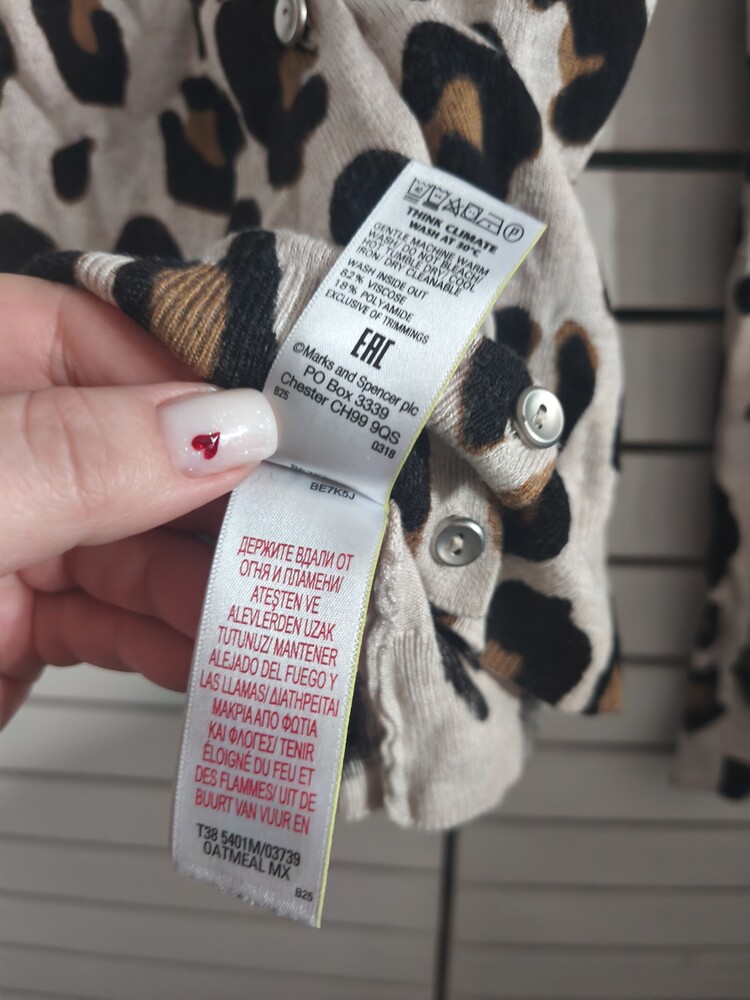 THINK CLIMATE
WASH AT 30°C
GENTLE MACHINE WARM
WASH/ DO NOT BLEACH/
HOT TUMBLE DRY/ COOL
IRON/ DRY CLEANABLE
WASH INSIDE OUT
82% VISCOSE
18% POLYAMIDE
EXCLUSIVE OF TRIMMINGS
EAC
©Marks and Spencer plc
PO Box 3339
Chester CH99 9QS
B25 0318
BE7K5J
ДЕРЖИТЕ ВДАЛИ ОТ
ОГНЯ И ПЛАМЕНИ/
ATEŞTEN VE
ALEVLERDEN UZAK
TUTUNUZ/ MANTENER
ALEJADO DEL FUEGO Y
LAS LLAMAS/ ΔΙΑΤΗΡΕΙΤΑΙ
ΜΑΚΡΙΑ ΑΠΟ ΦΩΤΙΑ
ΚΑΙ ΦΛΟΓΕΣ/ TENIR
ÉLOIGNÉ DU FEU ET
DES FLAMMES/ UIT DE
BUURT VAN VUUR EN
T38 5401M/03739
OATMEAL MX
B25